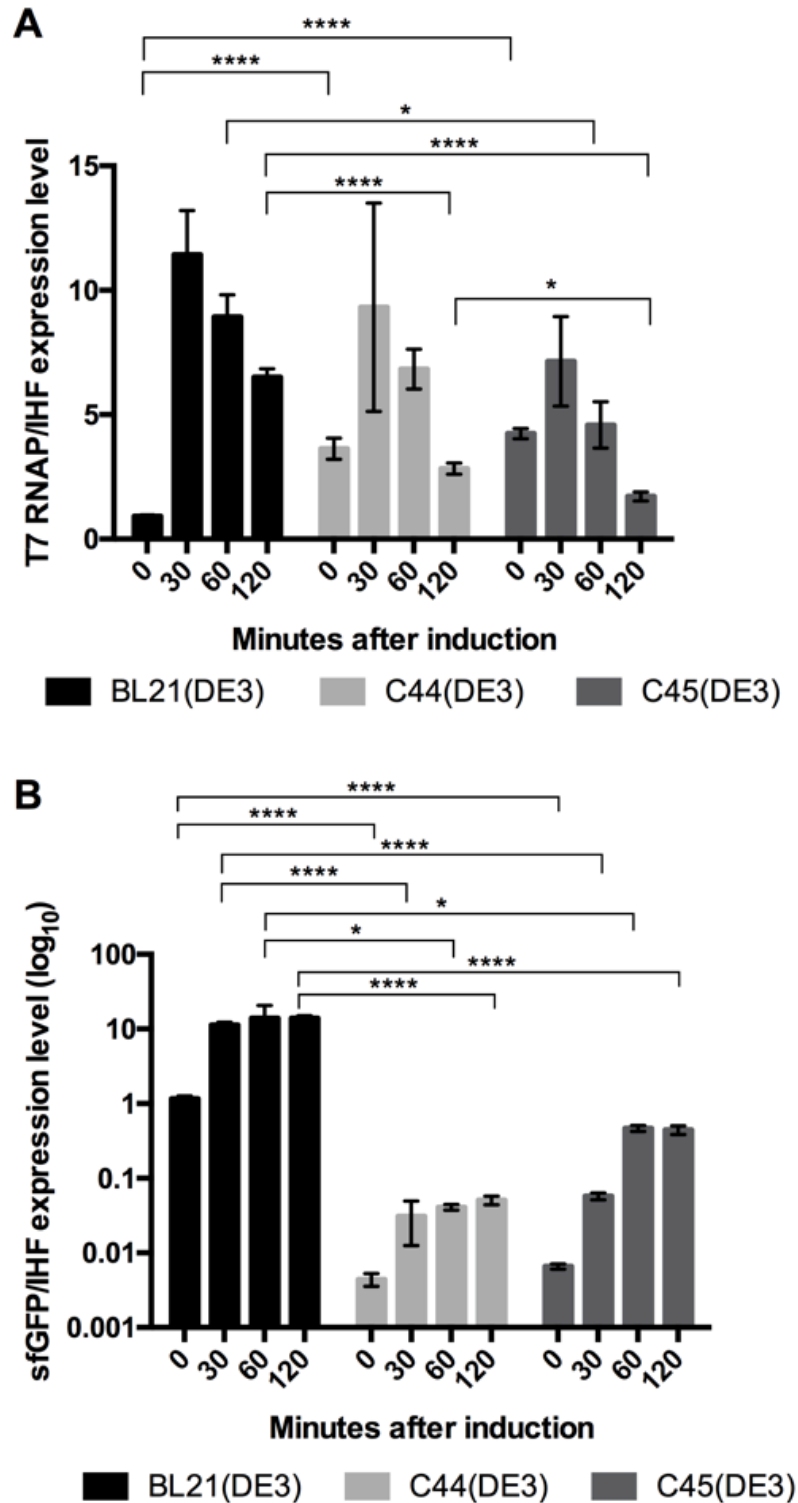 A
****
****
*
****
****
*
T7 RNAP/IHF expression level
15
10
5
0
0 30 60 120 0 30 60 120 0 30 60 120
Minutes after induction
BL21(DE3) C44(DE3) C45(DE3)
B
****
****
****
****
*
*
****
****
sfGFP/IHF expression level (log10)
100
10
1
0.1
0.01
0.001
0 30 60 120 0 30 60 120 0 30 60 120
Minutes after induction
BL21(DE3) C44(DE3) C45(DE3)